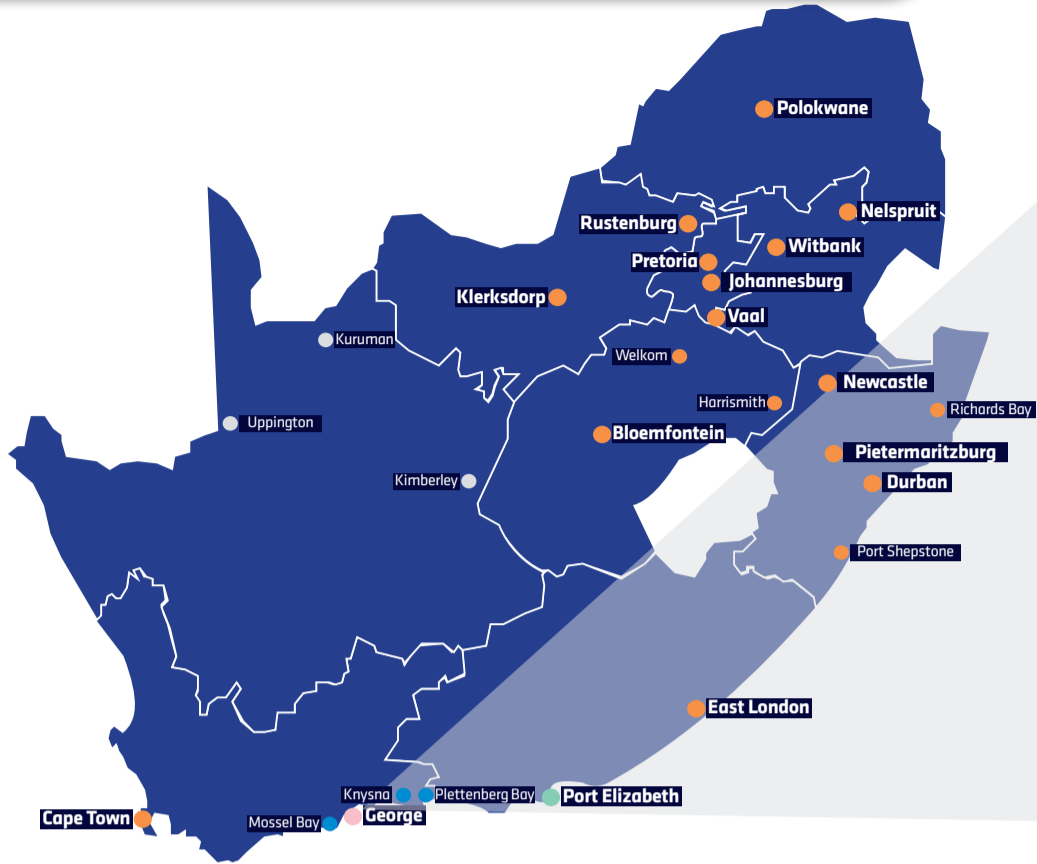 Polokwane
Nelspruit
Rustenburg
Witbank
Pretoria
Johannesburg
Klerksdorp
Vaal
Kuruman
Welkom
Newcastle
Harrismith
Richards Bay
Uppington
Bloemfontein
Pietermaritzburg
Kimberley
Durban
Port Shepstone
East London
Knysna
Plettenberg Bay
Port Elizabeth
Cape Town
Mossel Bay
George